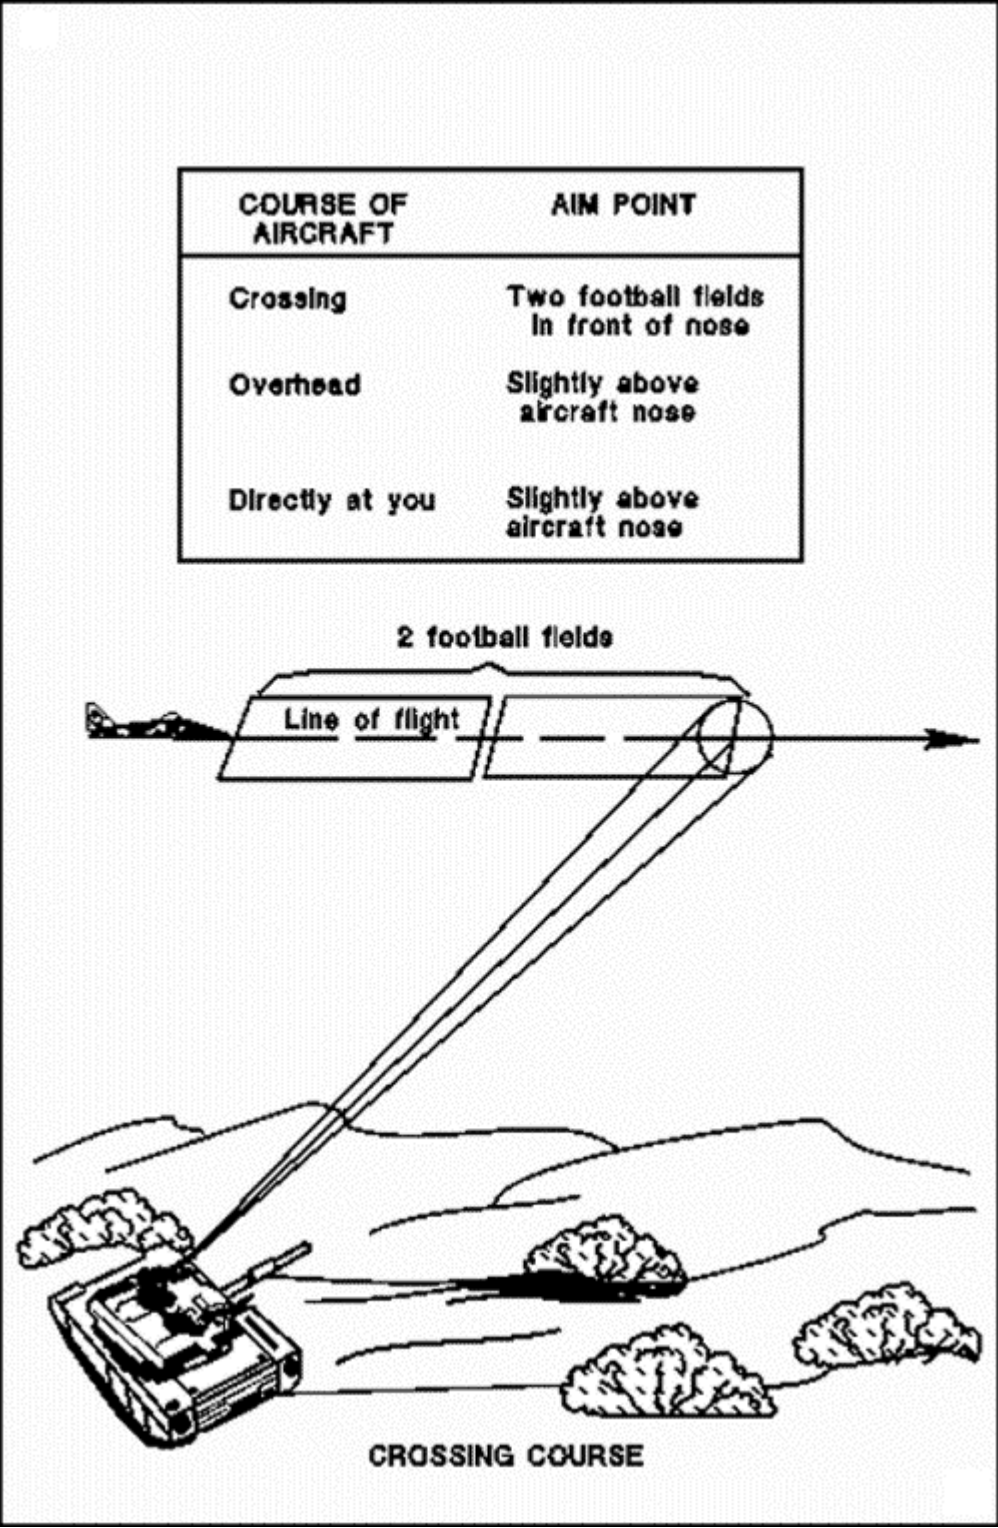 COURSE OF AIM POINT
AIRCRAFT
Crossing Two football fields
in front of nose
Overhead Slightly above
aircraft nose
Directly at you Slightly above
aircraft nose
2 football fields
Line of flight
CROSSING COURSE